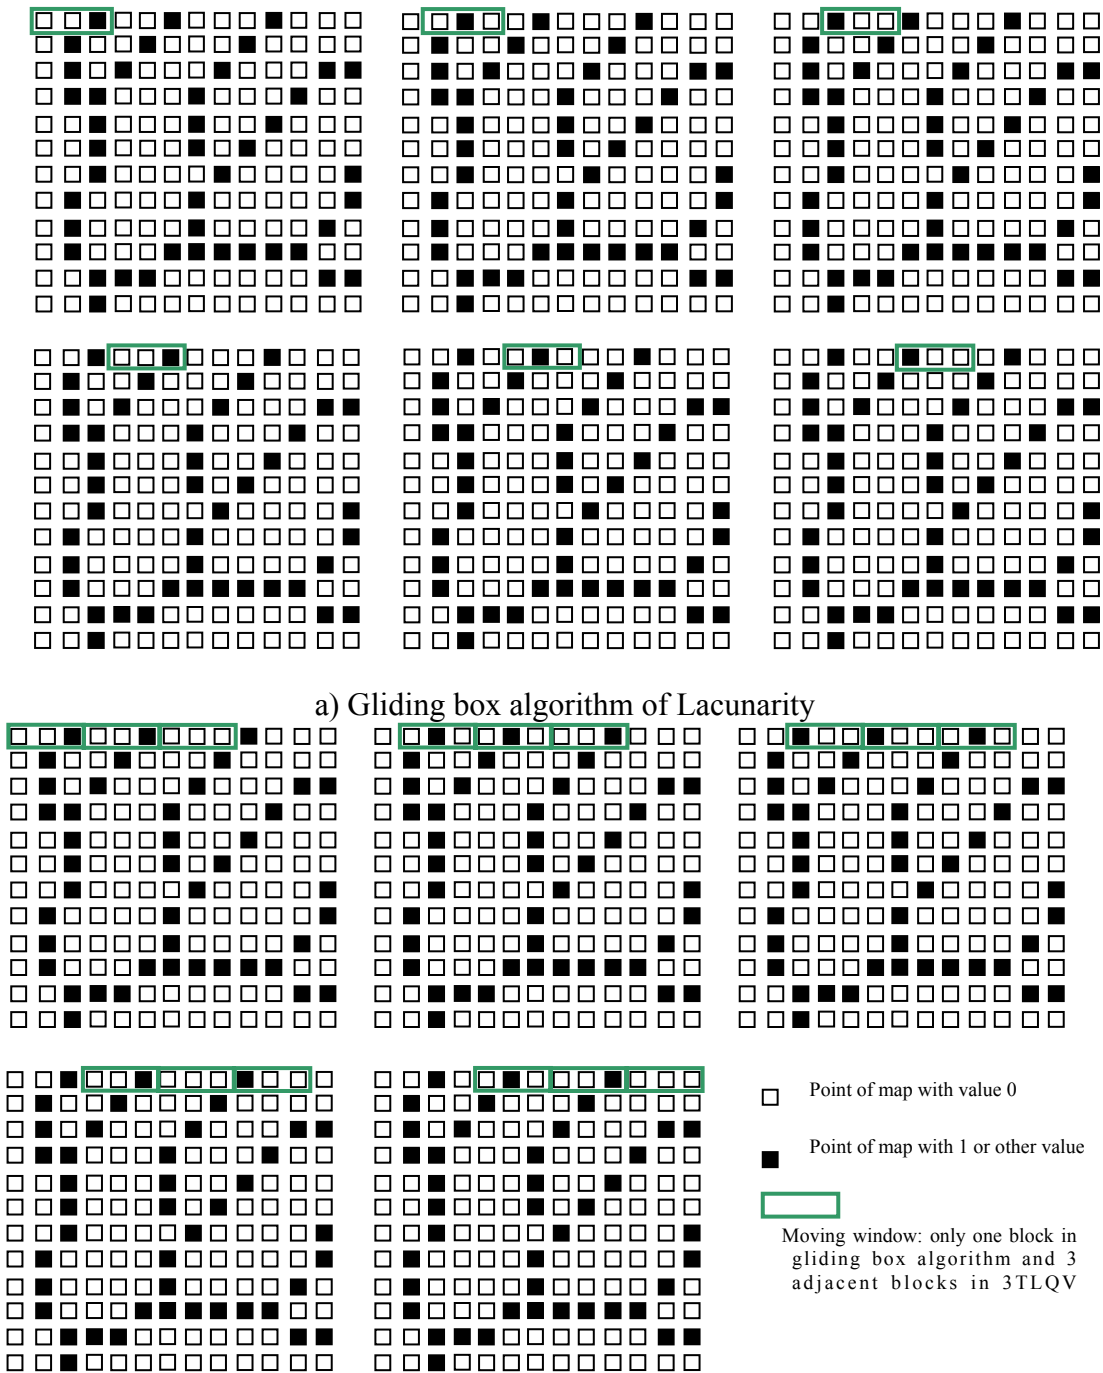 a) Gliding box algorithm of Lacunarity
Point of map with value 0
Point of map with 1 or other value
Moving window: only one block in
gliding box algorithm and 3
adjacent blocks in 3TLQV